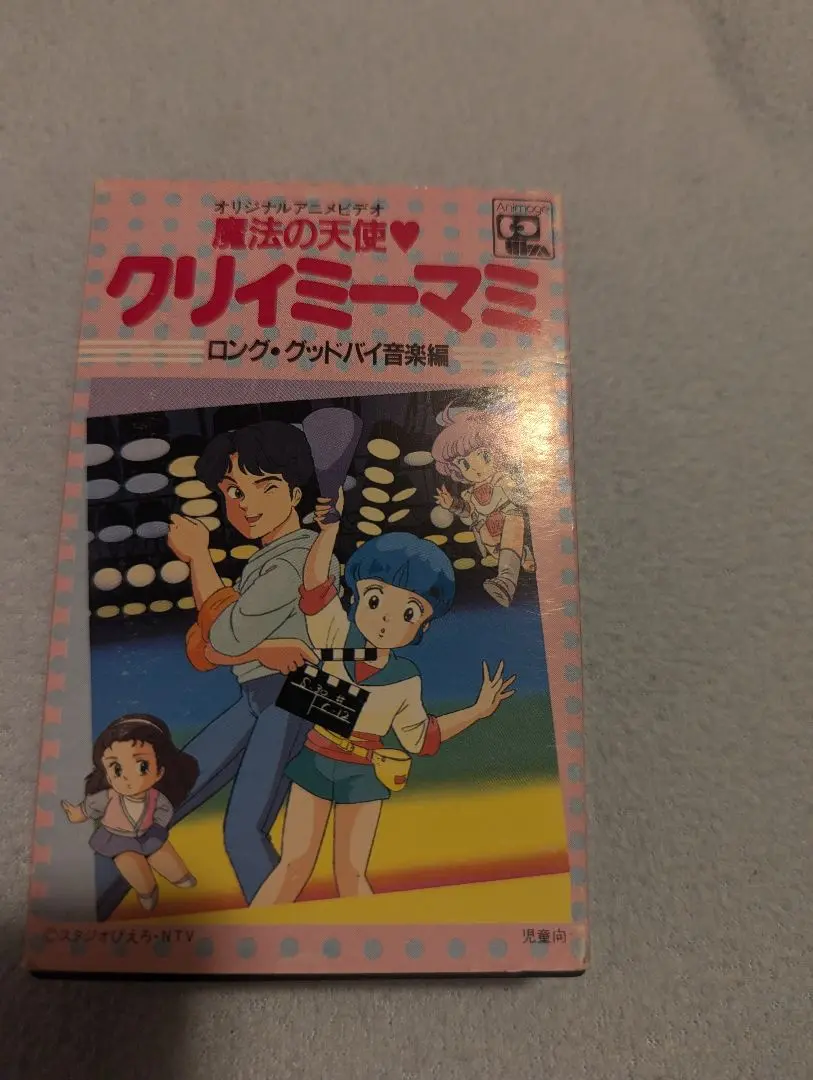 オリジナルアニメビデオ
Animage
魔法の天使♥
クリィミーマミ
ロング・グッドバイ音楽編
S.30
C.12
©スタジオぴえろ・NTV
児童向